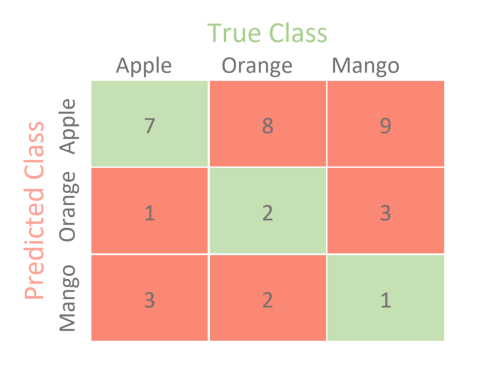 True Class
Apple Orange Mango
Predicted Class
Apple
7 8 9
Orange
1 2 3
Mango
3 2 1